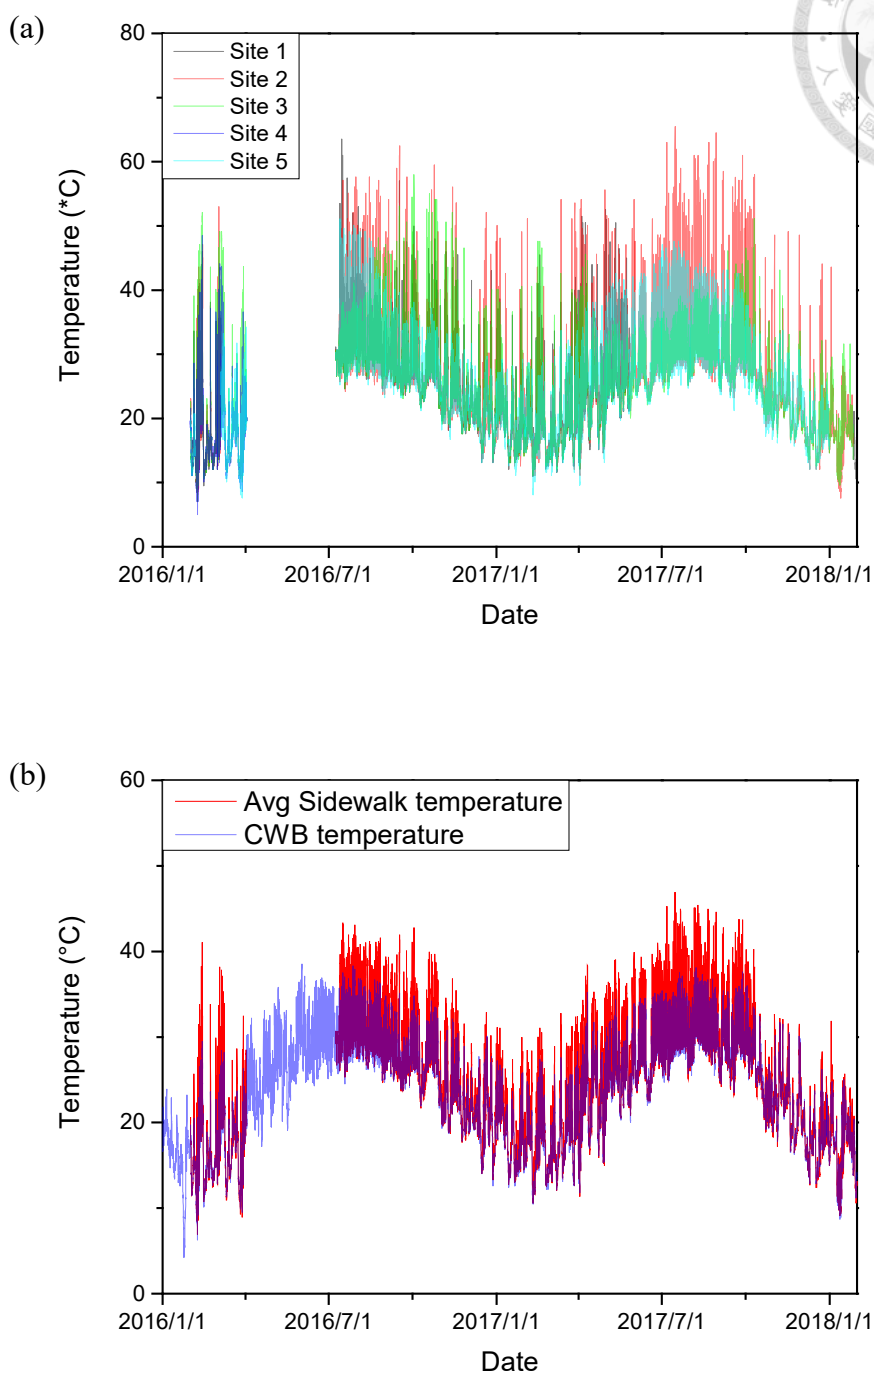 (a)
80
Site 1
Site 2
Site 3
Site 4
Site 5
60
40
20
0
Temperature (*C)
2016/1/1 2016/7/1 2017/1/1 2017/7/1 2018/1/1
Date
(b)
60
Avg Sidewalk temperature
CWB temperature
40
20
0
Temperature (°C)
2016/1/1 2016/7/1 2017/1/1 2017/7/1 2018/1/1
Date
人
愛
國